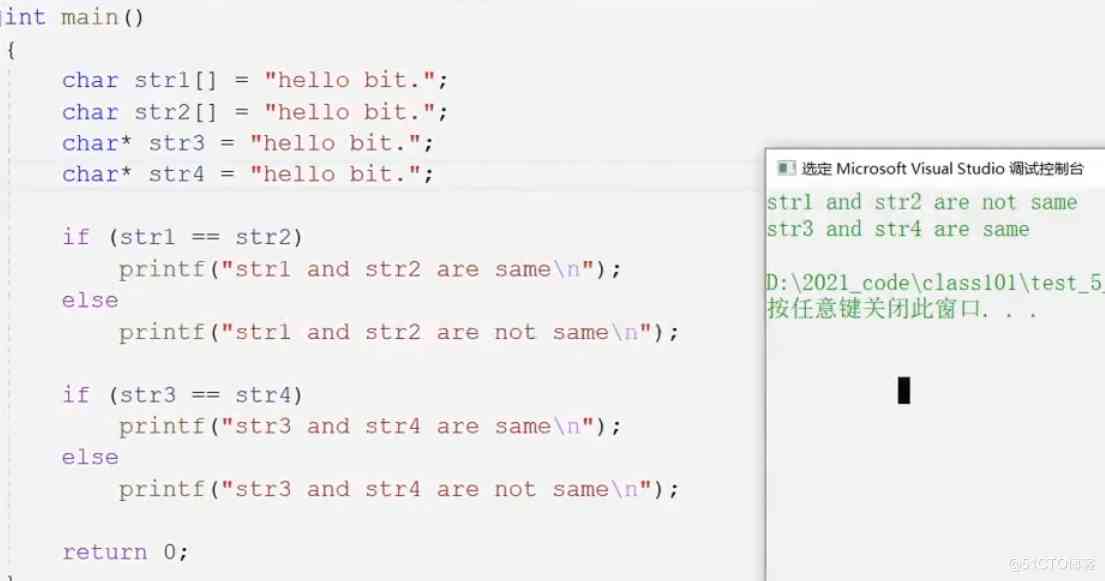 int main()
{
char str1[] = "hello bit.";
char str2[] = "hello bit.";
char* str3 = "hello bit.";
char* str4 = "hello bit.";
if (str1 == str2)
printf("str1 and str2 are same\n");
else
printf("str1 and str2 are not same\n");
if (str3 == str4)
printf("str3 and str4 are same\n");
else
printf("str3 and str4 are not same\n");
return 0;
选定 Microsoft Visual Studio 调试控制台
str1 and str2 are not same
str3 and str4 are same
D:\2021_code\class101\test_5_
按任意键关闭此窗口. . .
@51CTO博客